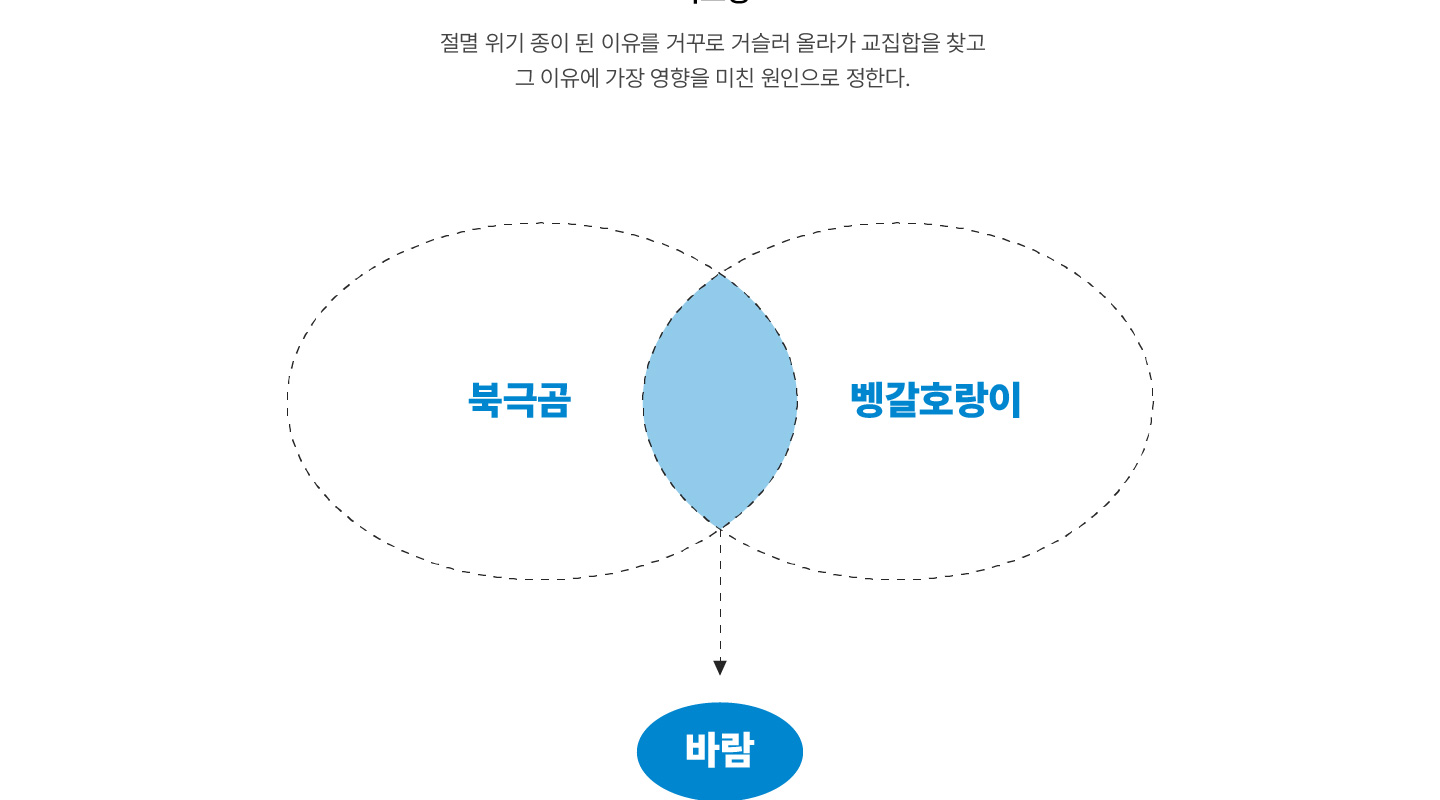 절멸 위기 종이 된 이유를 거꾸로 거슬러 올라가 교집합을 찾고
그 이유에 가장 영향을 미친 원인으로 정한다.
북극곰
벵갈호랑이
바람